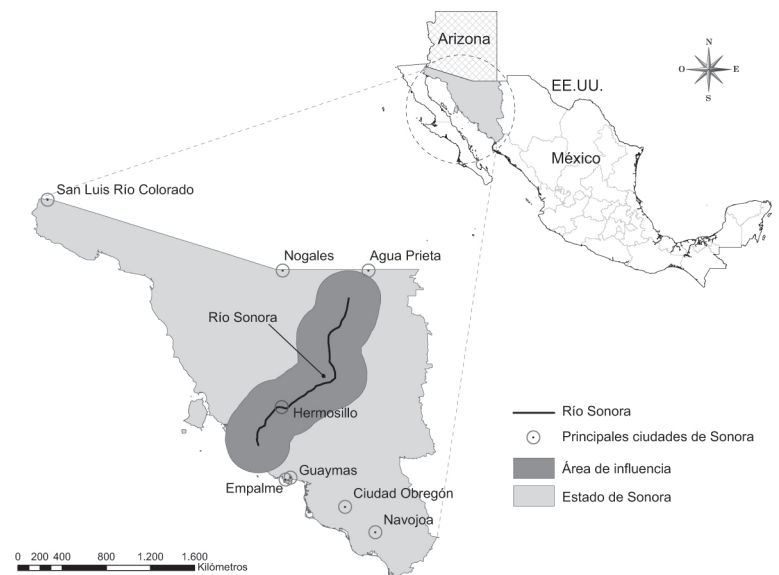 Arizona
N
O
E
S
EE.UU.
México
San Luis Río Colorado
Nogales
Agua Prieta
Río Sonora
Hermosillo
Guaymas
Empalme
Ciudad Obregón
Navojoa
Río Sonora
Principales ciudades de Sonora
Área de influencia
Estado de Sonora
0 200 400 800 1.200 1.600
Kilómetros